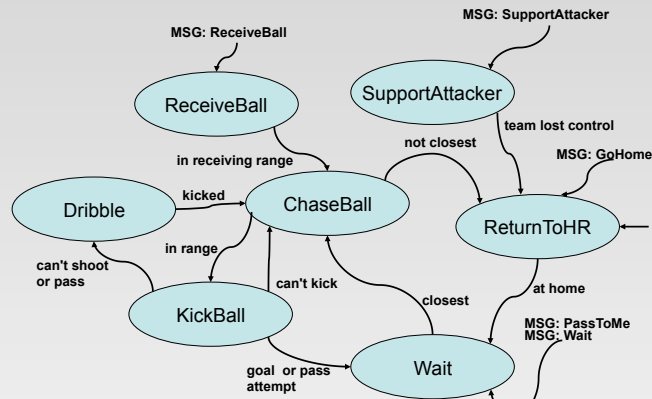 MSG: SupportAttacker
MSG: ReceiveBall
ReceiveBall
SupportAttacker
team lost control
not closest
MSG: GoHome
in receiving range
kicked
Dribble
ChaseBall
ReturnToHR
in range
can't shoot
or pass
can't kick
at home
closest
KickBall
MSG: PassToMe
MSG: Wait
goal or pass
attempt
Wait